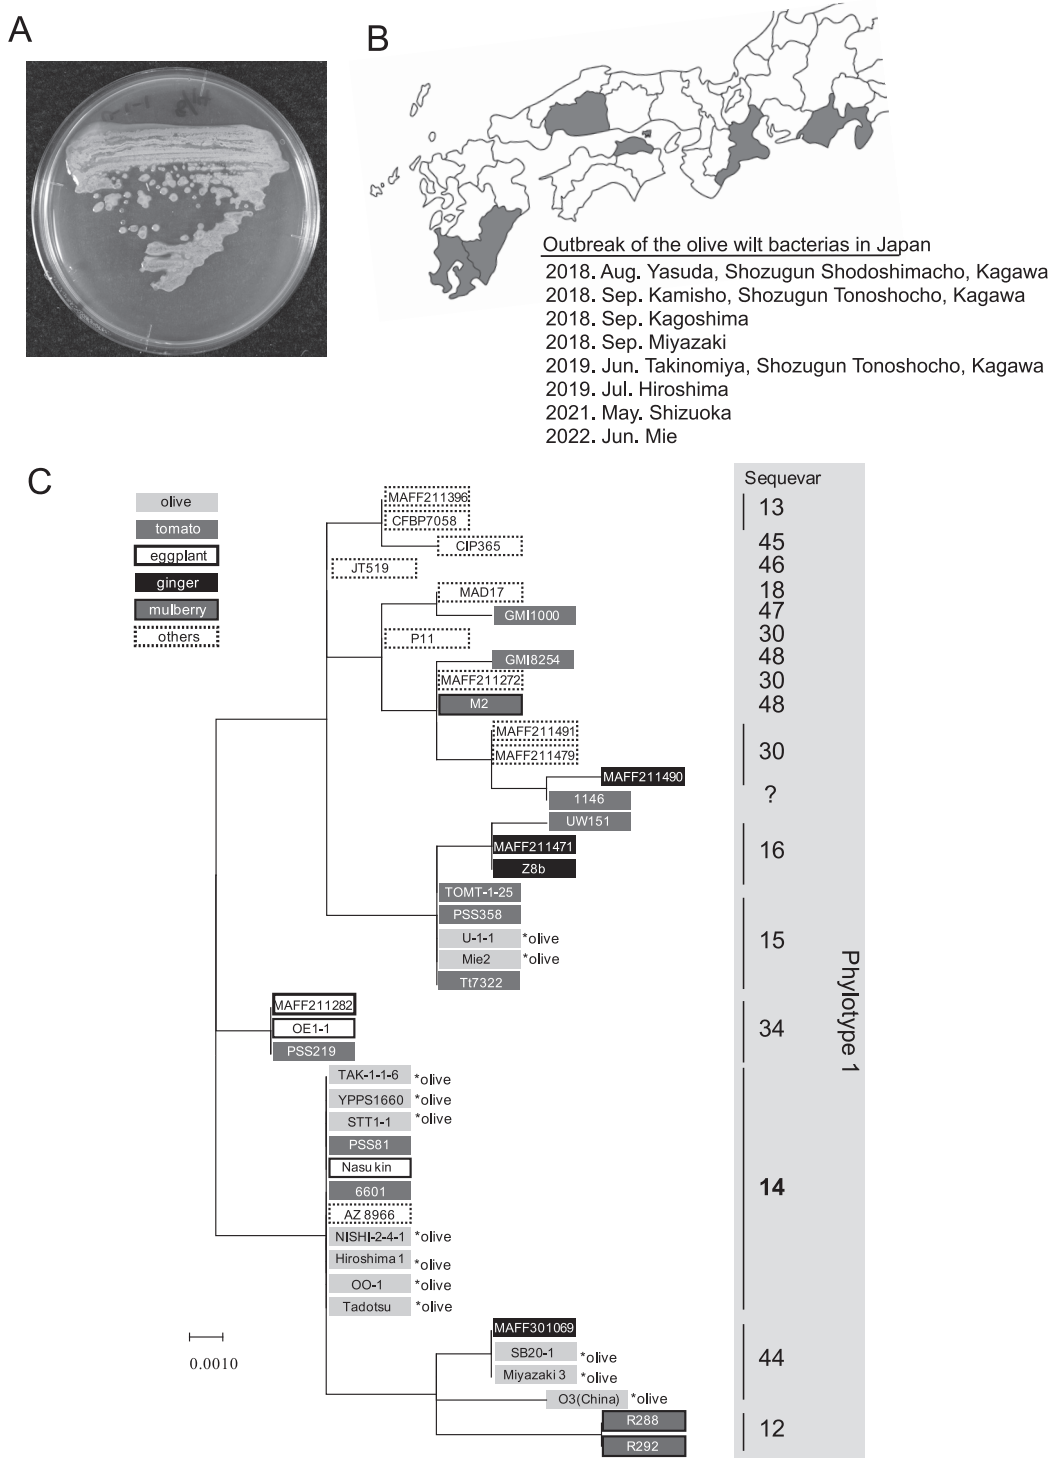 A
B
Outbreak of the olive wilt bacterias in Japan
2018. Aug. Yasuda, Shozugun Shodoshimacho, Kagawa
2018. Sep. Kamisho, Shozugun Tonoshocho, Kagawa
2018. Sep. Kagoshima
2018. Sep. Miyazaki
2019. Jun. Takinomiya, Shozugun Tonoshocho, Kagawa
2019. Jul. Hiroshima
2021. May. Shizuoka
2022. Jun. Mie
C
olive
tomato
eggplant
ginger
mulberry
others
Sequevar
MAFF211396
13
CFBP7058
CIP365
45
JT519
46
MAD17
18
GMI1000
47
P11
30
GMI8254
48
MAFF211272
30
M2
48
MAFF211491
30
MAFF211479
MAFF211490
1146
?
UW151
MAFF211471
16
Z8b
TOMT-1-25
PSS358
U-1-1 *olive
15
Mie2 *olive
Tt7322
MAFF211282
OE1-1
34
PSS219
Phylotype 1
TAK-1-1-6 *olive
YPPS1660 *olive
STT1-1 *olive
PSS81
Nasu kin
14
6601
AZ 8966
NISHI-2-4-1 *olive
Hiroshima 1 *olive
OO-1 *olive
Tadotsu *olive
MAFF301069
SB20-1 *olive
44
Miyazaki 3 *olive
O3(China) *olive
R288
12
R292
0.0010